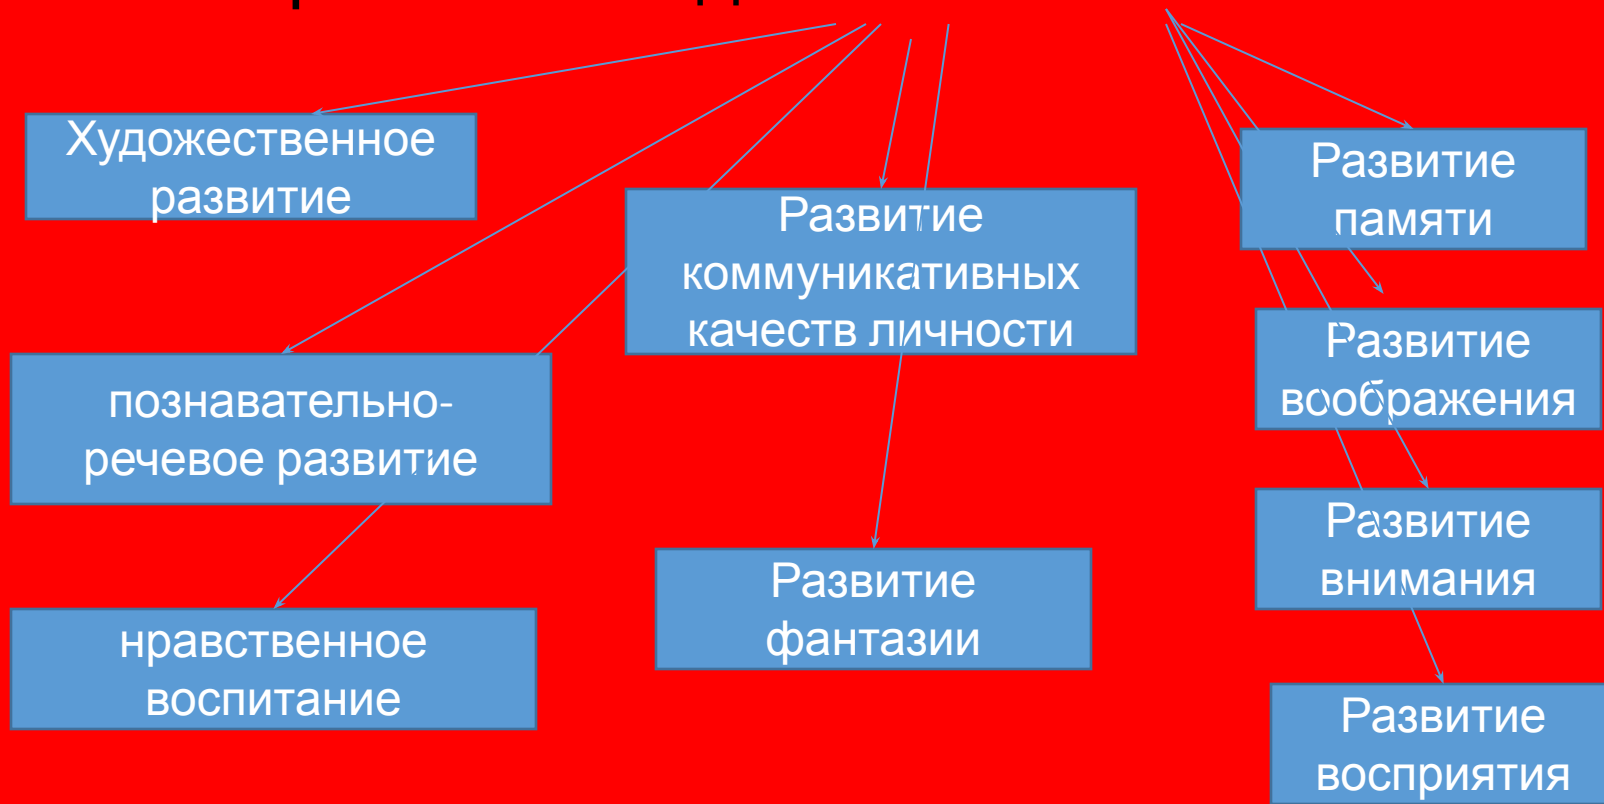 Художественное
развитие
познавательно-
речевое развитие
нравственное
воспитание
Развитие
коммуникативных
качеств личности
Развитие
фантазии
Развитие
памяти
Развитие
воображения
Развитие
внимания
Развитие
восприятия